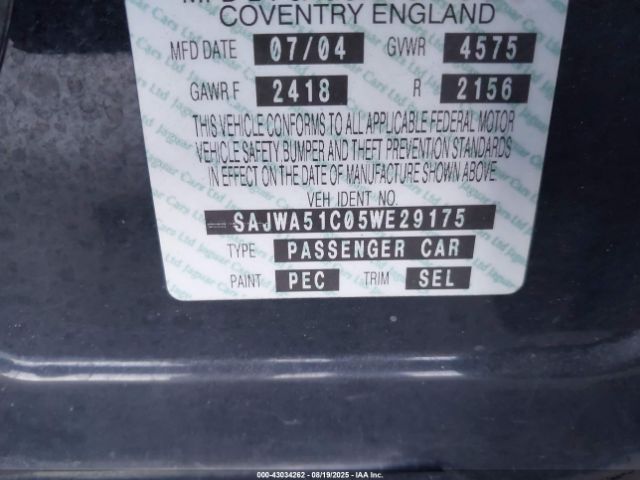 COVENTRY ENGLAND
MFD DATE 07/04 GVWR 4575
GAWR.F 2418 R 2156
THIS VEHICLE CONFORMS TO ALL APPLICABLE FEDERAL MOTOR
VEHICLE SAFETY, BUMPER AND THEFT PREVENTION STANDARDS
IN EFFECT ON THE DATE OF MANUFACTURE SHOWN ABOVE.
VEH IDENT NO.
SAJWA51C05WE29175
TYPE PASSENGER CAR
PAINT PEC TRIM SEL
000-43034262 - 08/19/2025 - IAA Inc.